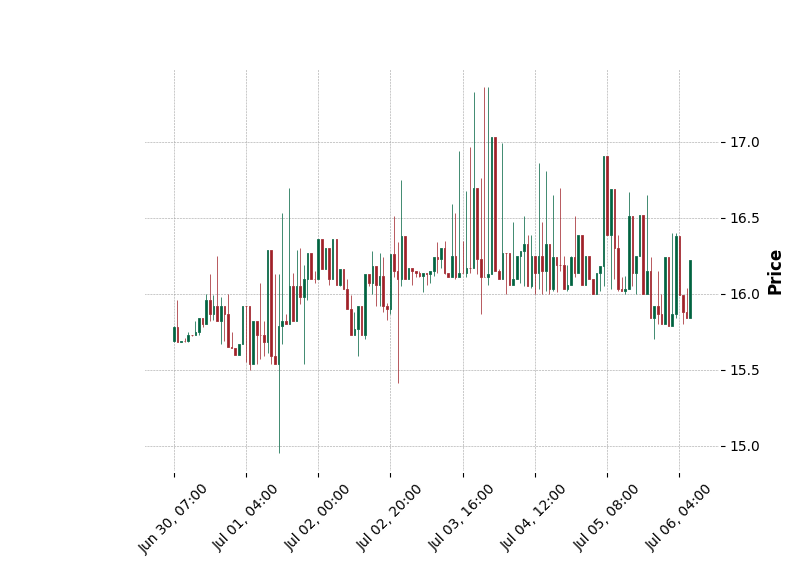 17.0
16.5
16.0
15.5
15.0
Price
Jun 30, 07:00
Jul 01, 04:00
Jul 02, 00:00
Jul 02, 20:00
Jul 03, 16:00
Jul 04, 12:00
Jul 05, 08:00
Jul 06, 04:00